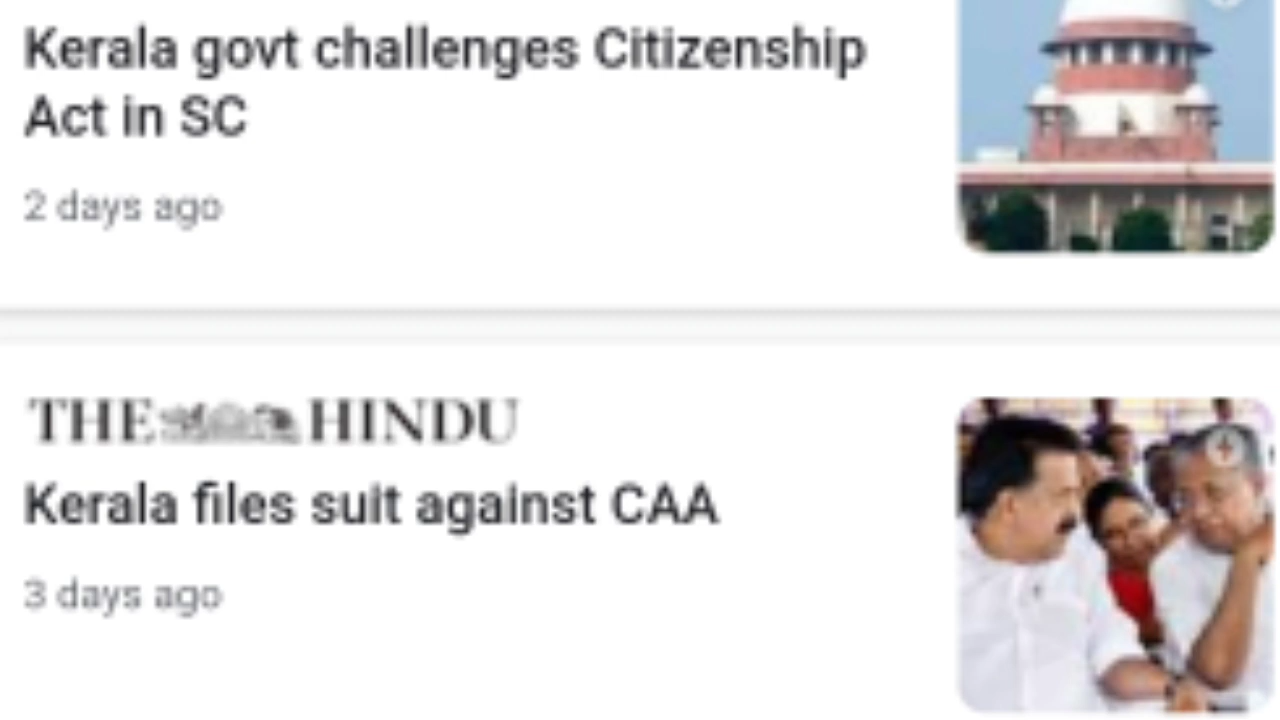 Kerala govt challenges Citizenship
Act in SC
2 days ago
THE HINDU
Kerala files suit against CAA
3 days ago